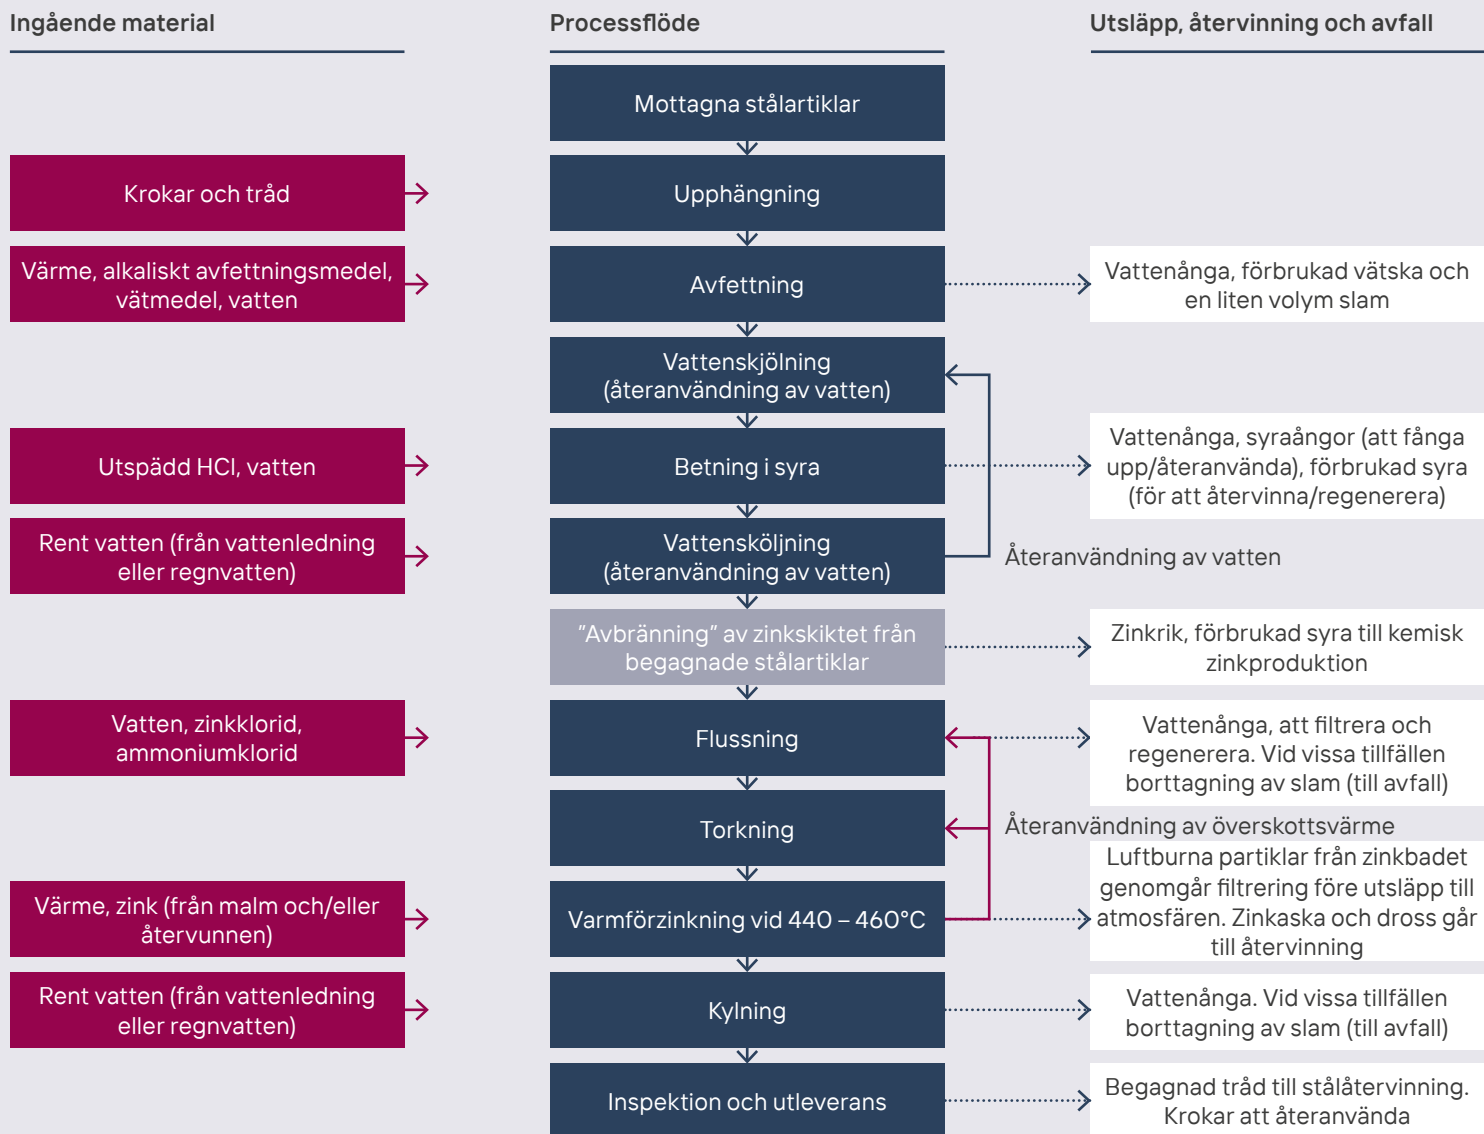 Ingående material
Processflöde
Utsläpp, återvinning och avfall
Mottagna stålartiklar
Krokar och tråd
Upphängning
Värme, alkaliskt avfettningsmedel,
vätmedel, vatten
Avfettning
Vattenånga, förbrukad vätska och
en liten volym slam
Vattenskjölning
(återanvändning av vatten)
Utspädd HCl, vatten
Betning i syra
Vattenånga, syraångor (att fånga
upp/återanvända), förbrukad syra
(för att återvinna/regenerera)
Rent vatten (från vattenledning
eller regnvatten)
Vattensköljning
(återanvändning av vatten)
Återanvändning av vatten
”Avbränning” av zinkskiktet från
begagnade stålartiklar
Zinkrik, förbrukad syra till kemisk
zinkproduktion
Vatten, zinkklorid,
ammoniumklorid
Flussning
Vattenånga, att filtrera och
regenerera. Vid vissa tillfällen
borttagning av slam (till avfall)
Torkning
Återanvändning av överskottsvärme
Värme, zink (från malm och/eller
återvunnen)
Varmförzinkning vid 440 – 460°C
Luftburna partiklar från zinkbadet
genomgår filtrering före utsläpp till
atmosfären. Zinkaska och dross går
till återvinning
Rent vatten (från vattenledning
eller regnvatten)
Kylning
Vattenånga. Vid vissa tillfällen
borttagning av slam (till avfall)
Inspektion och utleverans
Begagnad tråd till stålåtervinning.
Krokar att återanvända